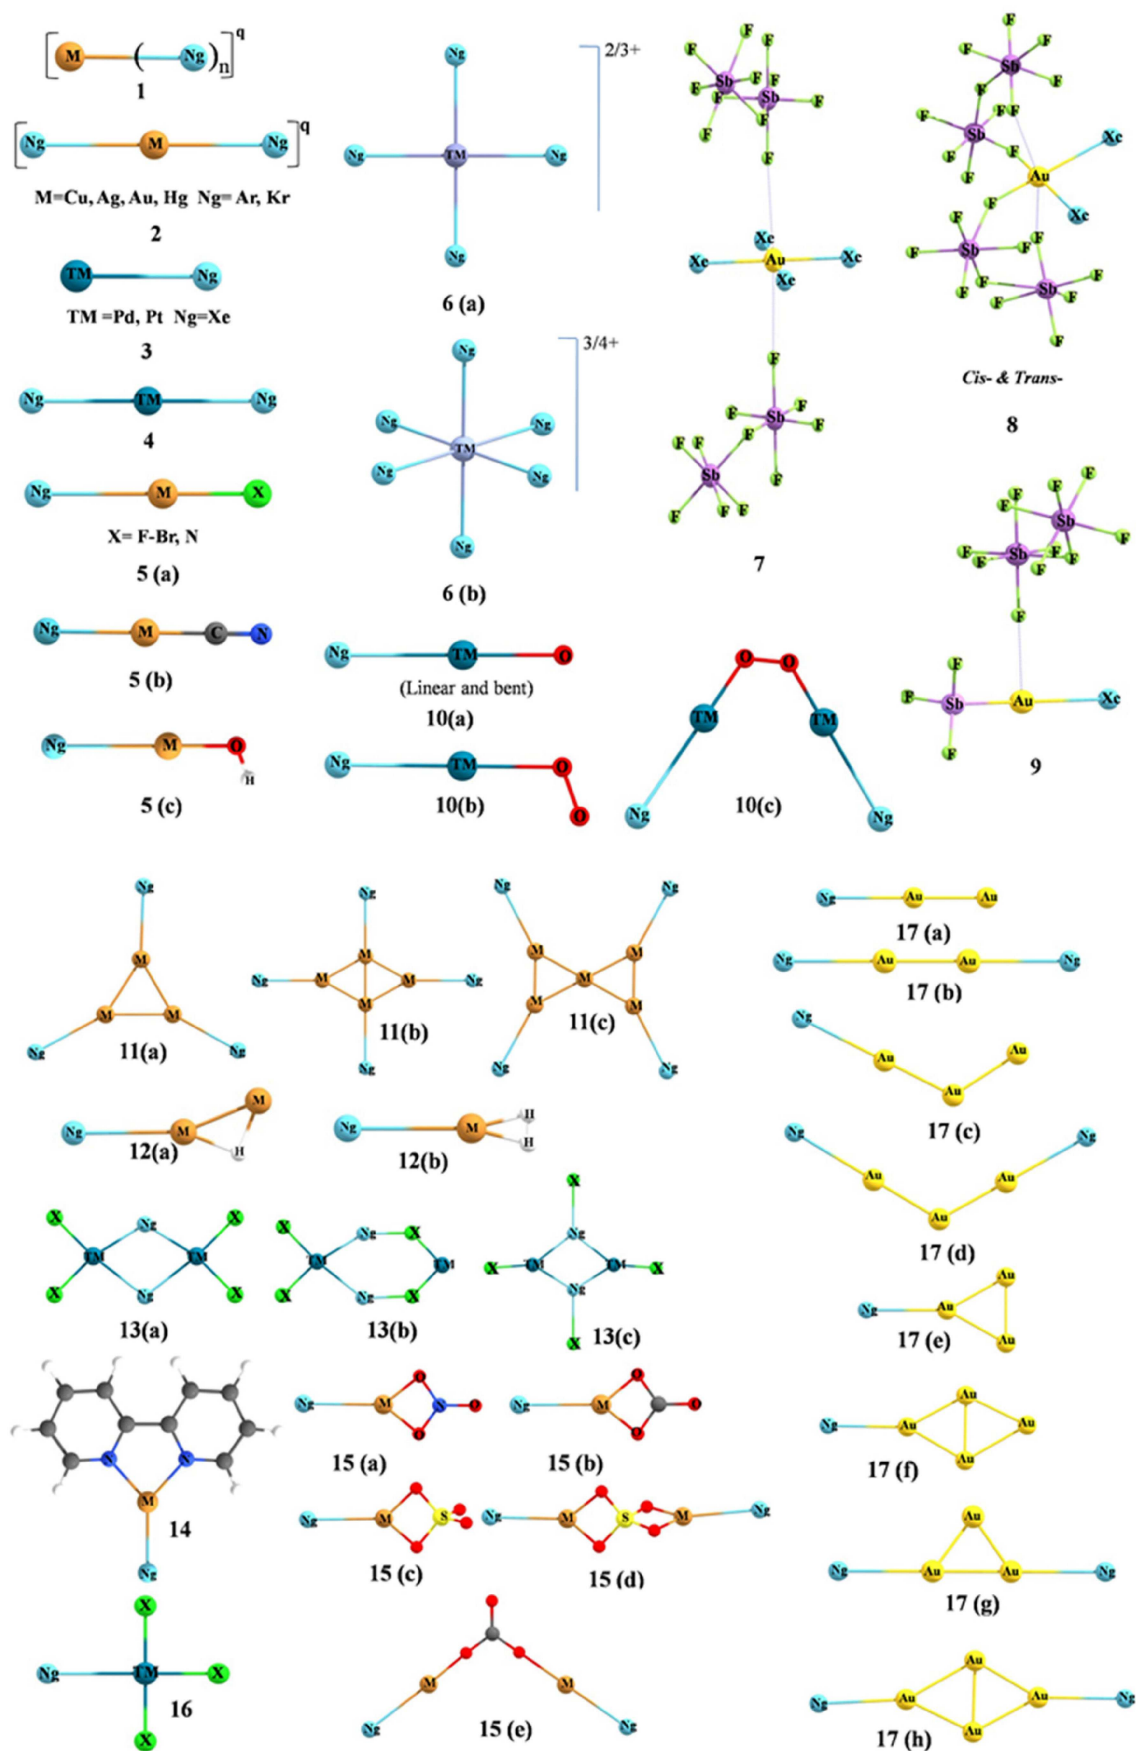 [M—(Ng)n]q
1
[Ng M Ng]q
M=Cu, Ag, Au, Hg Ng= Ar, Kr
2
TM Ng
TM =Pd, Pt Ng=Xe
3
Ng TM Ng
4
Ng M X
X= F-Br, N
5 (a)
Ng M C N
5 (b)
Ng M O
H
5 (c)
Ng
2/3+
Ng TM Ng
Ng
6 (a)
Ng
3/4+
Ng Ng
TM
Ng Ng
Ng
6 (b)
F F F
F Sb F F
F Sb F
F F
F
Xe
Xe Au Xe
Xe
F
F Sb F
F F F F
F Sb F
F F F
7
F F
F Sb F
F F
F F F
F Sb F
F Xe
Au
F
F Xe
F F
F Sb F
F F F
F Sb F
F F
F
Cis- & Trans-
8
F F
F F Sb
F
F Sb F F
F F
F
F
F Sb Au Xe
F
9
Ng TM O
(Linear and bent)
10(a)
Ng TM O
O
10(b)
O O
TM TM
Ng Ng
10(c)
Ng
M
M M
Ng Ng
11(a)
Ng
M
Ng M M Ng
M
Ng
11(b)
Ng Ng
M M
M
M M
Ng Ng
11(c)
Ng M M
H
12(a)
Ng M H
H
12(b)
X X
Ng
TM TM
Ng
X X
13(a)
X Ng X
TM TM
X Ng X
13(b)
X
Ng
X TM TM X
Ng
X
13(c)
N N
M
Ng
14
Ng M O
S O
O
15 (a)
Ng M O
O
O
15 (b)
Ng M S
15 (c)
Ng M S M Ng
15 (d)
M M
Ng Ng
15 (e)
X
Ng TM X
X
16
Ng Au Au
17 (a)
Ng Au Au Ng
17 (b)
Ng Au Au
Au
17 (c)
Ng Ng
Au Au
Au
17 (d)
Au
Ng Au
Au
17 (e)
Au
Ng Au Au
Au
17 (f)
Au
Ng Au Au Ng
17 (g)
Au
Ng Au Au Ng
Au
17 (h)